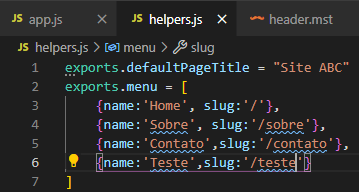 app.js helpers.js header.mst
helpers.js > menu > slug
1 exports.defaultPageTitle = "Site ABC"
2 exports.menu = [
3 {name:'Home', slug:'/'},
4 {name:'Sobre', slug:'/sobre'},
5 {name:'Contato',slug:'/contato'},
6 {name:'Teste',slug:'/teste'}
7 ]